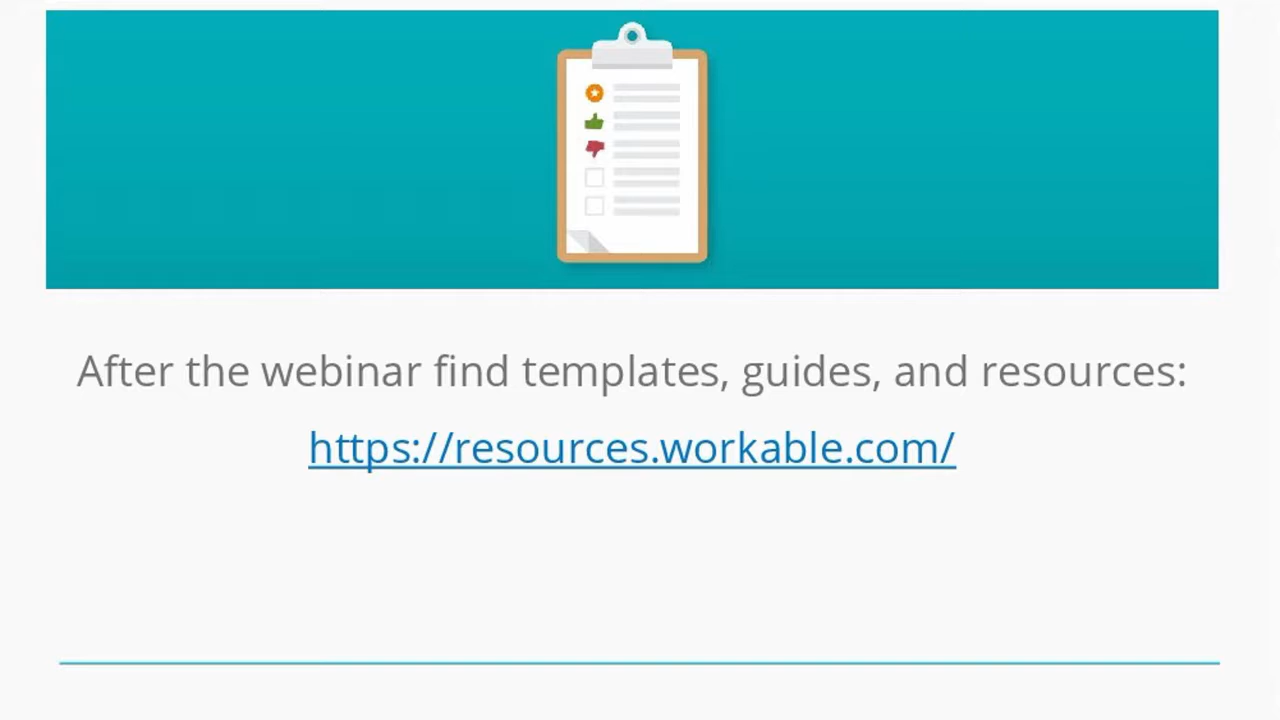 After the webinar find templates, guides, and resources:
https://resources.workable.com/